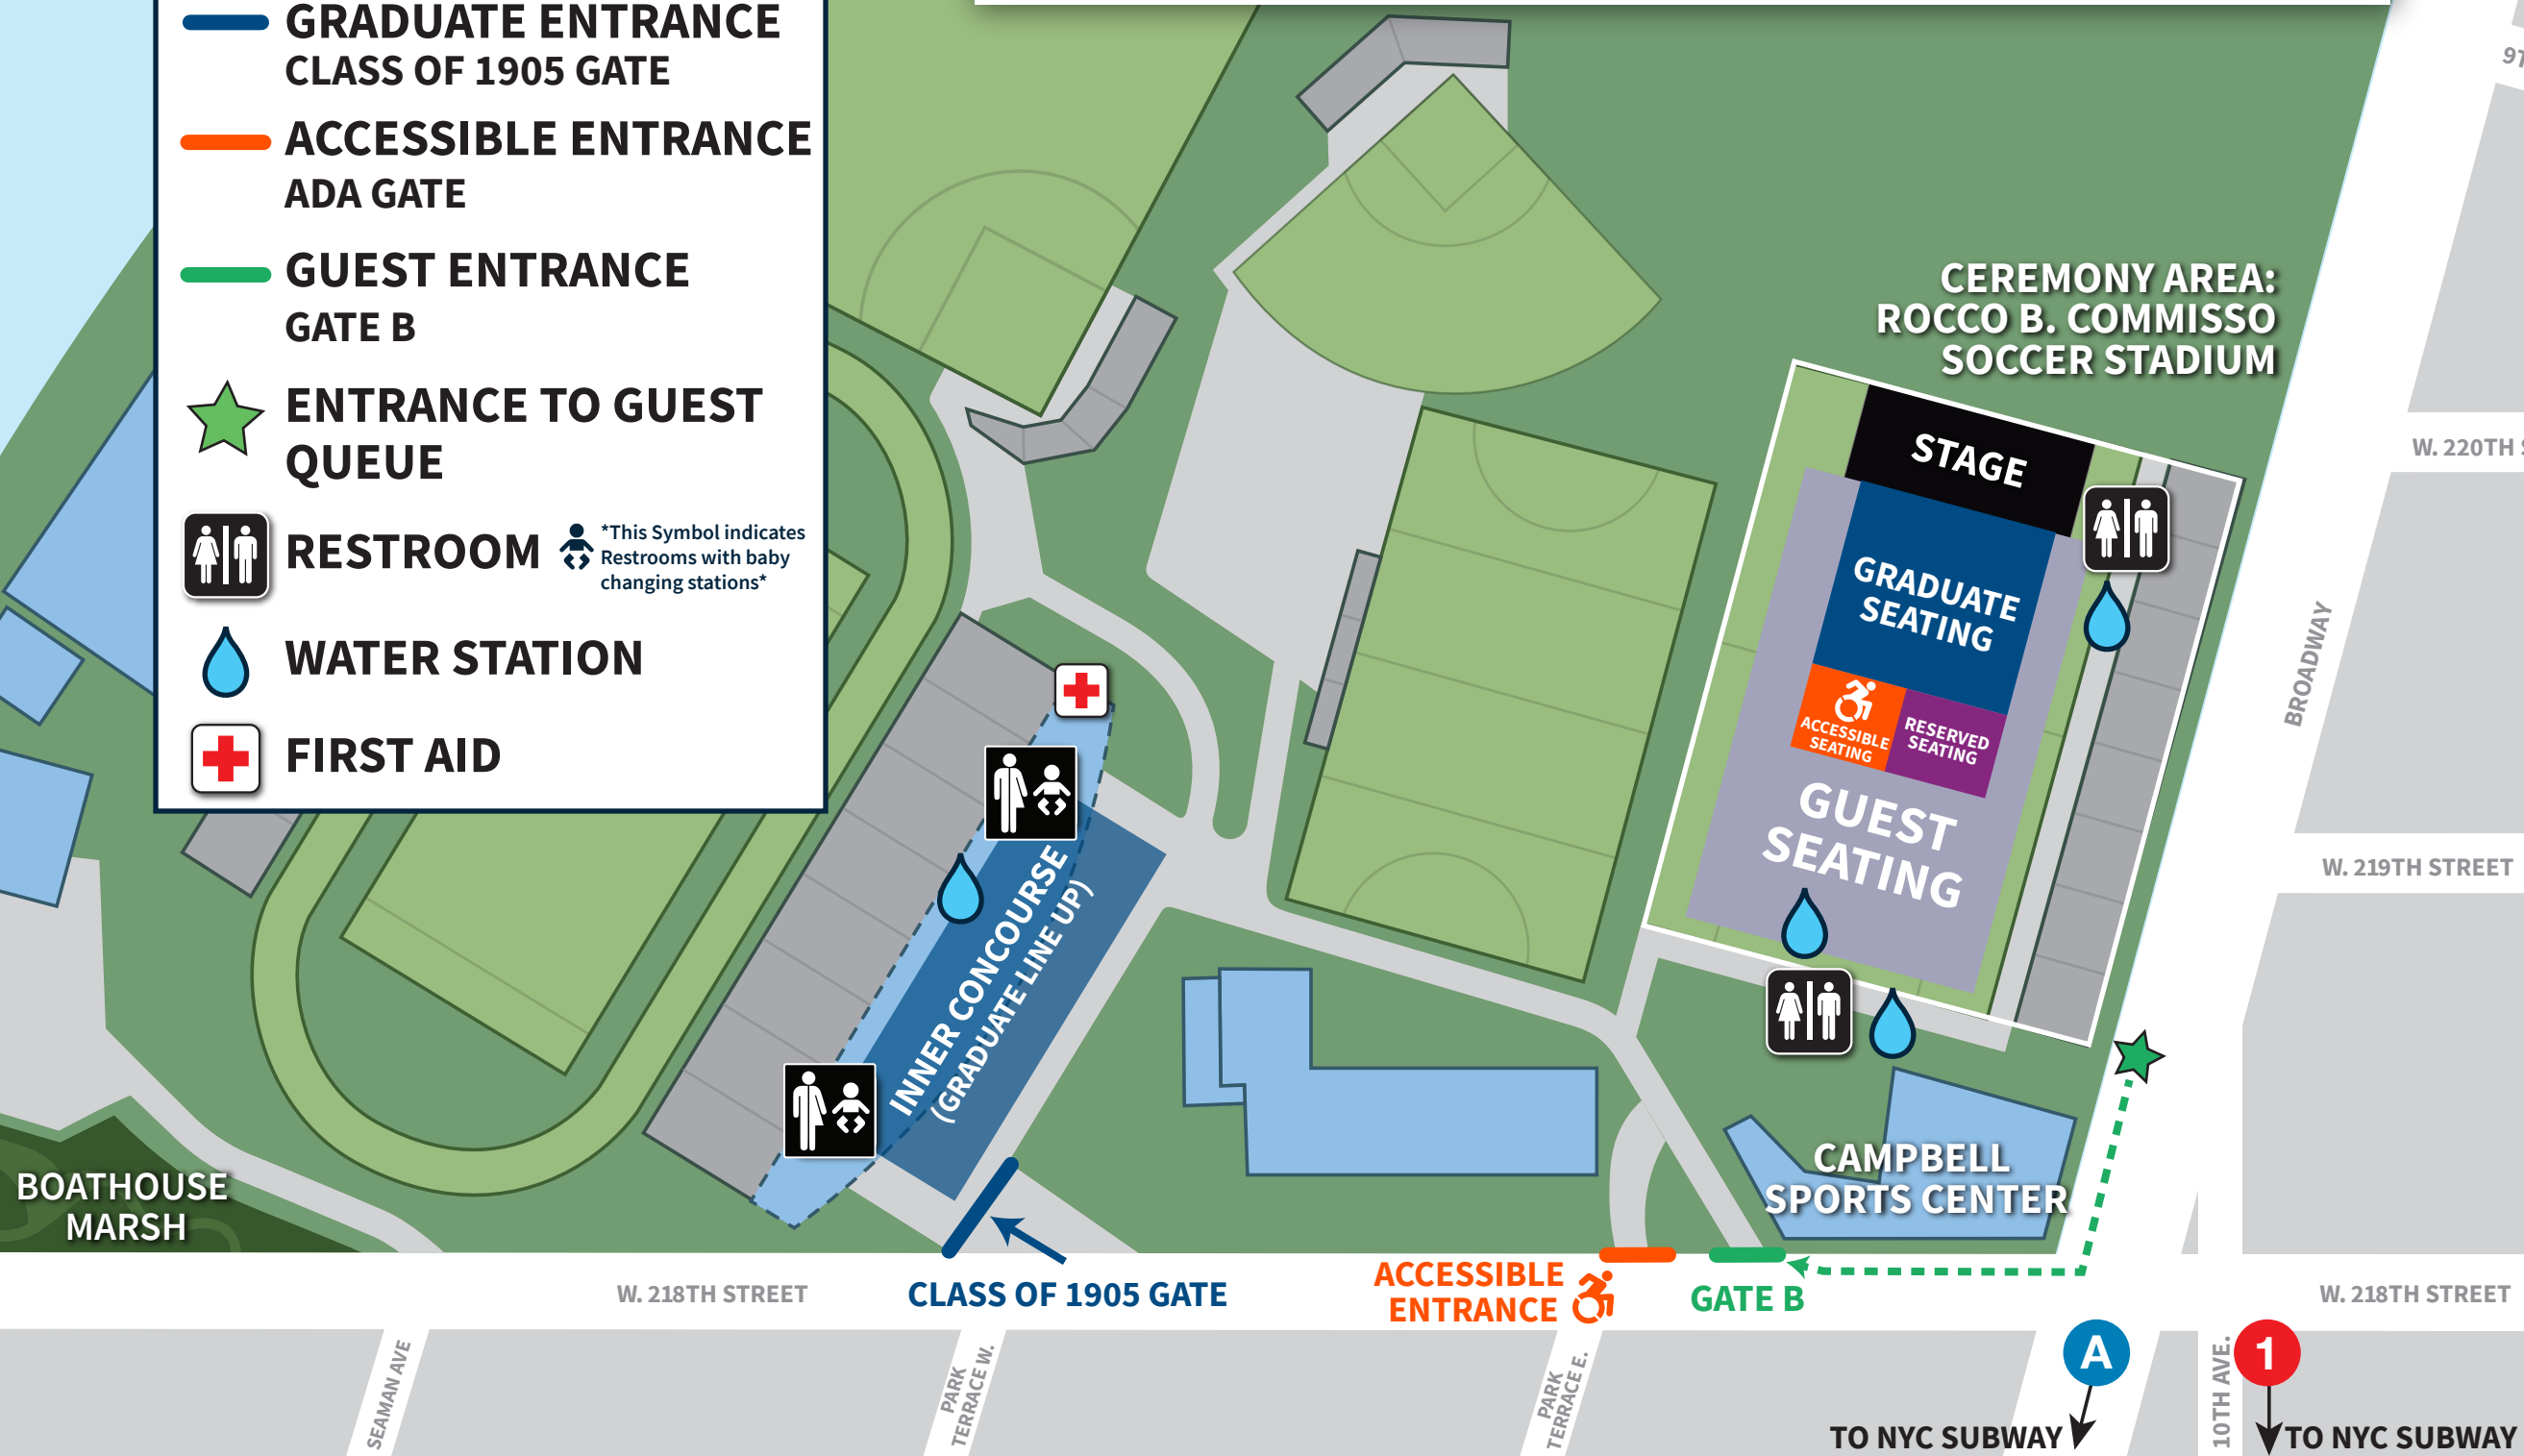 GRADUATE ENTRANCE
CLASS OF 1905 GATE
ACCESSIBLE ENTRANCE
ADA GATE
GUEST ENTRANCE
GATE B
ENTRANCE TO GUEST
QUEUE
RESTROOM
*This Symbol indicates
Restrooms with baby
changing stations*
WATER STATION
FIRST AID
CEREMONY AREA:
ROCCO B. COMMISSO
SOCCER STADIUM
STAGE
GRADUATE
SEATING
ACCESSIBLE
SEATING
RESERVED
SEATING
GUEST
SEATING
W. 220TH
BROADWAY
W. 219TH STREET
INNER CONCOURSE
(GRADUATE LINE UP)
CAMPBELL
SPORTS CENTER
BOATHOUSE
MARSH
W. 218TH STREET
CLASS OF 1905 GATE
ACCESSIBLE
ENTRANCE
GATE B
W. 218TH STREET
SEAMAN AVE
PARK
TERRACE W.
PARK
TERRACE E.
A
10TH AVE.
1
TO NYC SUBWAY
TO NYC SUBWAY